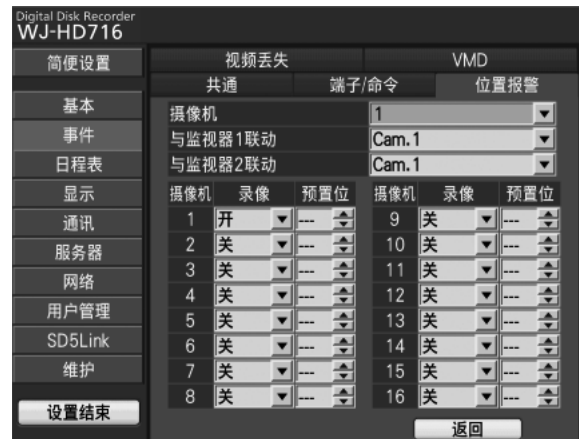 Digital Disk Recorder
WJ-HD716
简便设置
基本
事件
日程表
显示
通讯
服务器
网络
用户管理
SD5Link
维护
设置结束
视频丢失 VMD
共通 端子/命令 位置报警
摄像机 1
与监视器1联动 Cam.1
与监视器2联动 Cam.1
摄像机 录像 预置位 摄像机 录像 预置位
1 开 --- 9 关 ---
2 关 --- 10 关 ---
3 关 --- 11 关 ---
4 关 --- 12 关 ---
5 关 --- 13 关 ---
6 关 --- 14 关 ---
7 关 --- 15 关 ---
8 关 --- 16 关 ---
返回